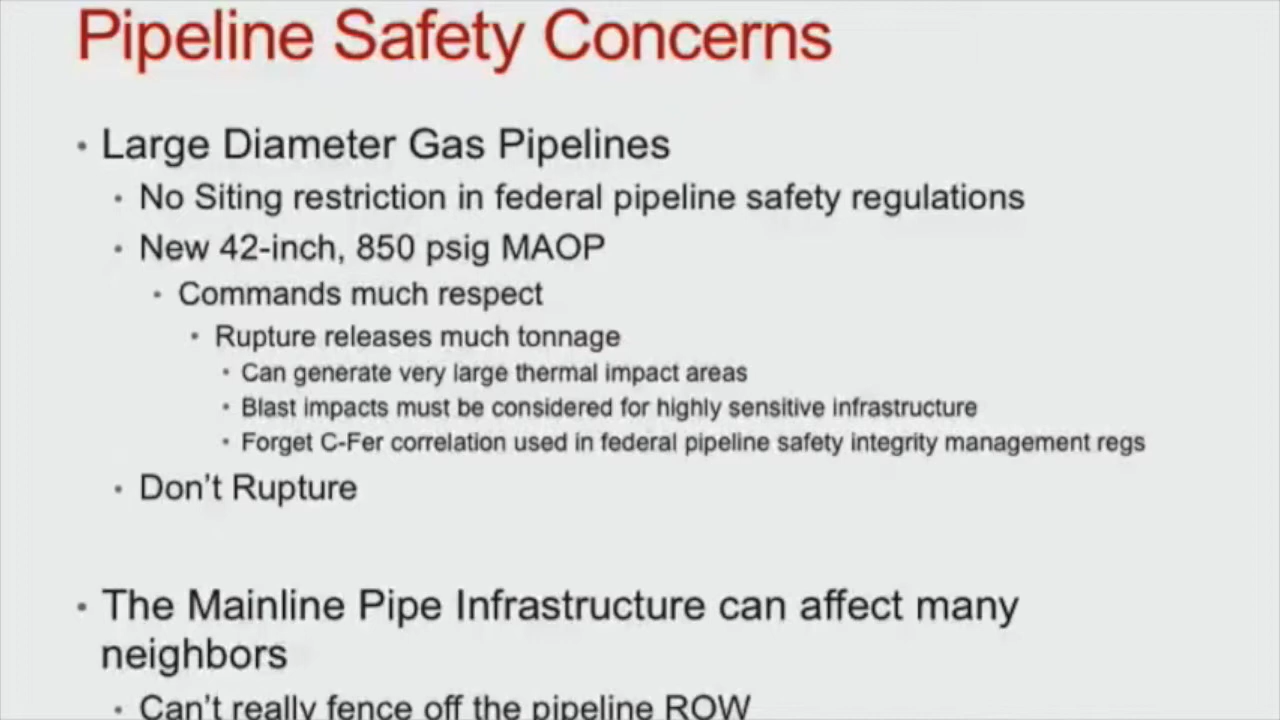 Pipeline Safety Concerns
• Large Diameter Gas Pipelines
• No Siting restriction in federal pipeline safety regulations
• New 42-inch, 850 psig MAOP
• Commands much respect
• Rupture releases much tonnage
• Can generate very large thermal impact areas
• Blast impacts must be considered for highly sensitive infrastructure
• Forget C-Fer correlation used in federal pipeline safety integrity management regs
• Don't Rupture
• The Mainline Pipe Infrastructure can affect many
neighbors
• Can't really fence off the pipeline ROW